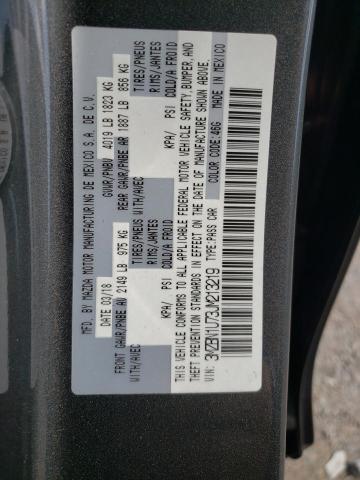 MFD. BY MAZDA MOTOR MANUFACTURING DE MEXICO S.A. DE C.V.
DATE: 03/18 GVWR/PNBV 4019 LB 1823 KG
FRONT GAWR/PNBE AV 2149 LB 975 KG REAR GAWR/PNBE AR 1887 LB 856 KG
WITH/AVEC TIRES/PNEUS WITH/AVEC TIRES/PNEUS
RIMS/JANTES RIMS/JANTES
KPA/ PSI COLD/A FROID KPA/ PSI COLD/A FROID
THIS VEHICLE CONFORMS TO ALL APPLICABLE FEDERAL MOTOR VEHICLE SAFETY, BUMPER, AND
THEFT PREVENTION STANDARDS IN EFFECT ON THE DATE OF MANUFACTURE SHOWN ABOVE.
VIN: 3MZBN1U73JM213219 TYPE: PASS CAR COLOR CODE: 46G MADE IN MEXICO